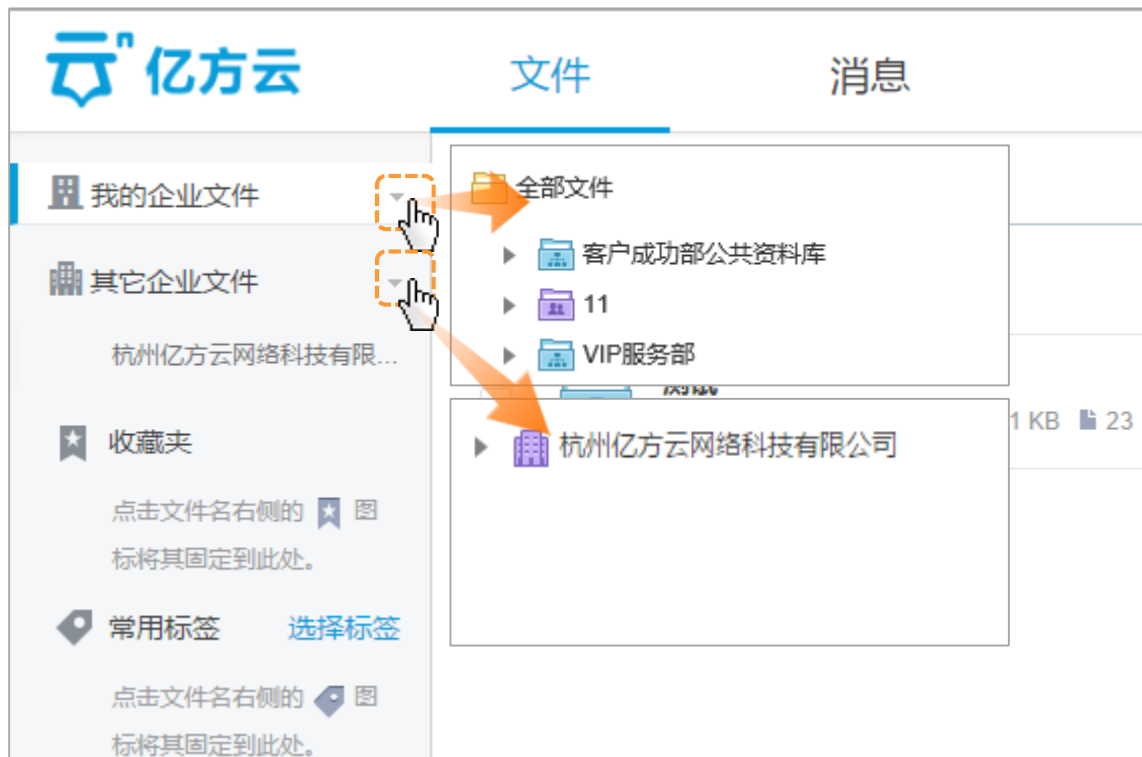 亿方云
文件
消息
我的企业文件
其它企业文件
杭州亿方云网络科技有限...
收藏夹
点击文件名右侧的 图
标将其固定到此处。
常用标签
选择标签
点击文件名右侧的 图
标将其固定到此处。
全部文件
客户成功部公共资料库
11
VIP服务部
1 KB 23
杭州亿方云网络科技有限公司